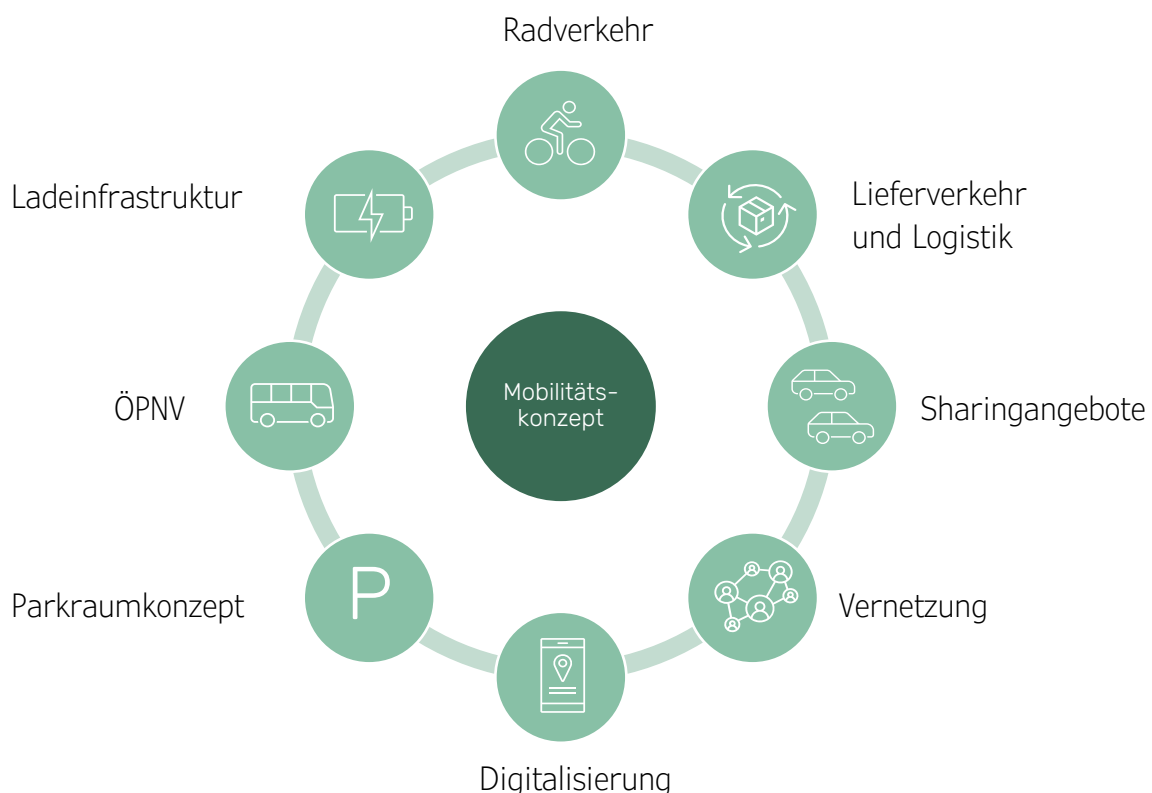 Radverkehr
Lieferverkehr
und Logistik
Sharingangebote
Vernetzung
Digitalisierung
Parkraumkonzept
P
ÖPNV
Ladeinfrastruktur
Mobilitäts-
konzept